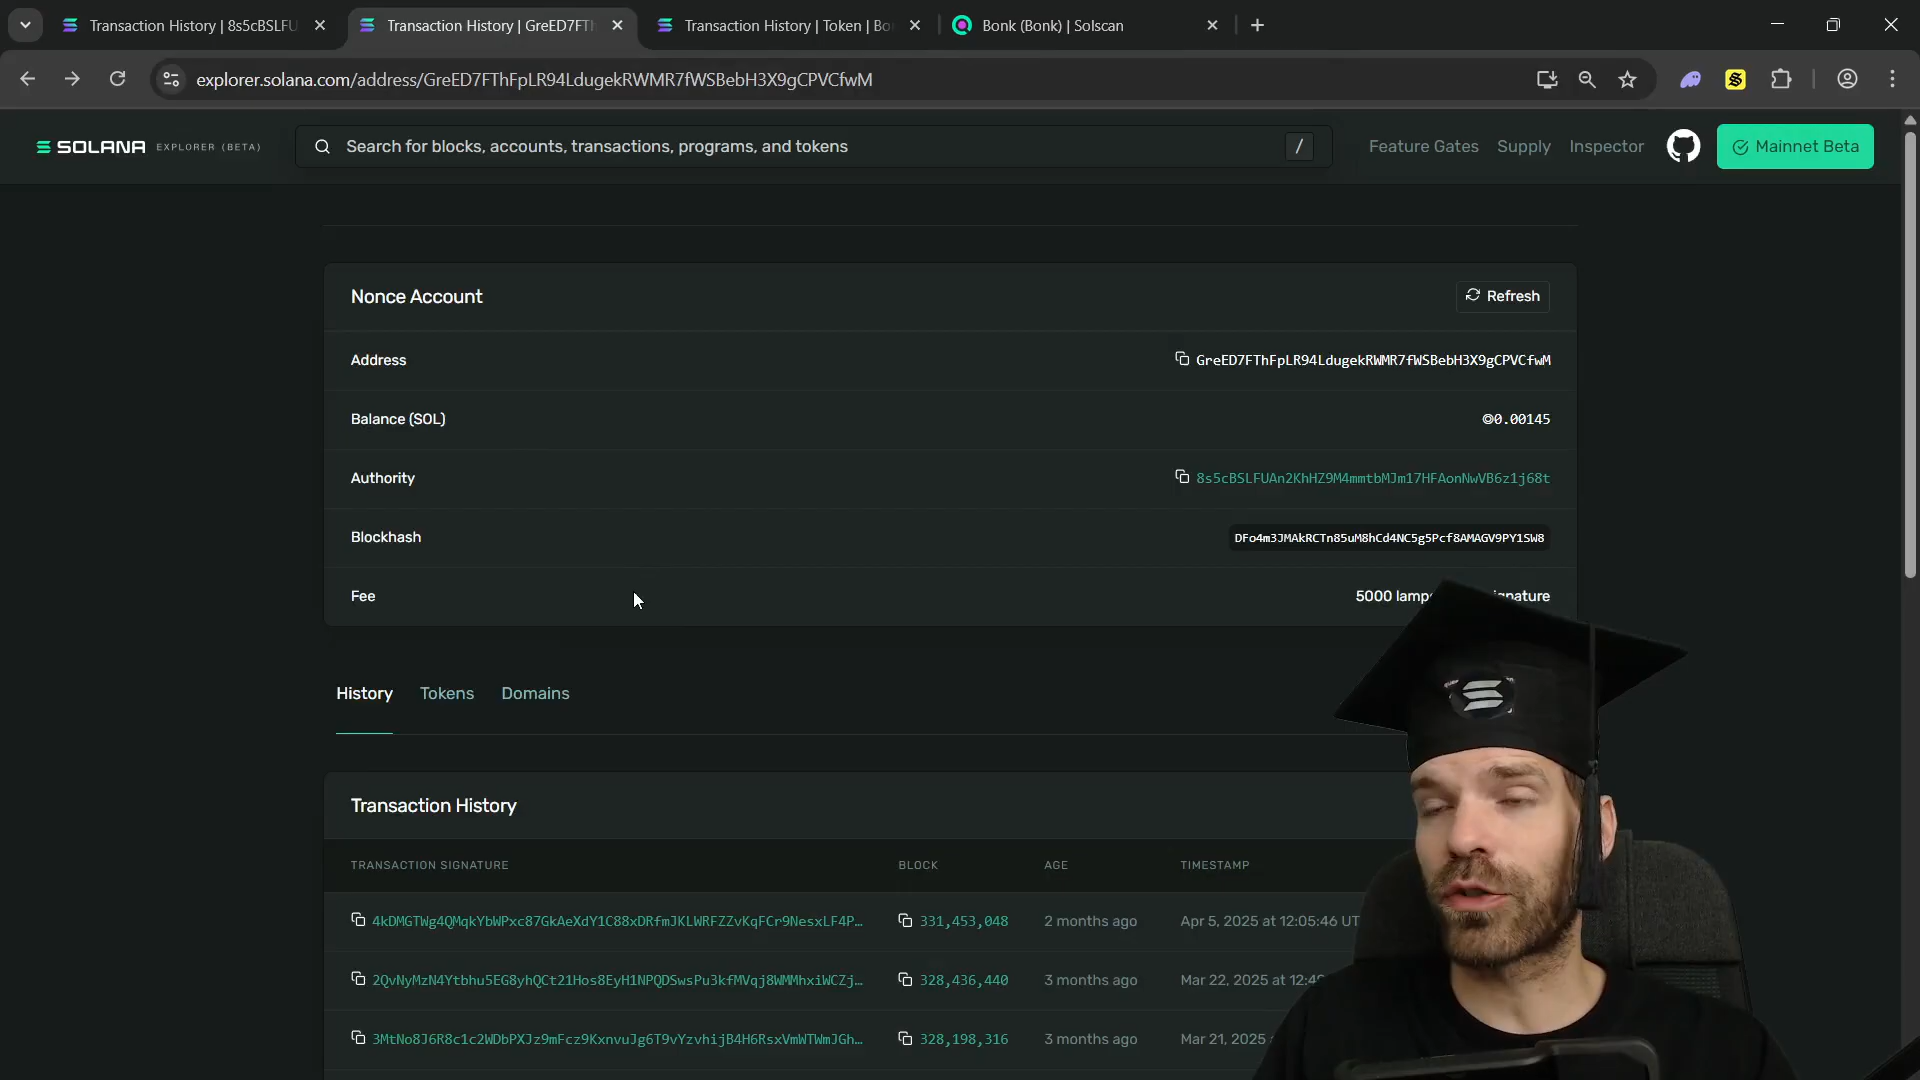 Transaction History | 8s5cBSLFU
Transaction History | GreED7FTh
Transaction History | Token | Bo
Bonk (Bonk) | Solscan
explorer.solana.com/address/GreED7FThFpLR94LdugekRWMR7fWSBebH3X9gCPVCfwM
SOLANA EXPLORER (BETA)
Search for blocks, accounts, transactions, programs, and tokens /
Feature Gates Supply Inspector Mainnet Beta
Nonce Account Refresh
Address GreED7FThFpLR94LdugekRWMR7fWSBebH3X9gCPVCfwM
Balance (SOL) ◎0.00145
Authority 8s5cBSLFUAn2KhHZ9M4mmtbMJm17HFAonNwVB6z1j68t
Blockhash DFo4m3JMAkRCTn85uM8hCd4NC5g5Pcf8AMAGV9PY1SW8
Fee 5000
History Tokens Domains
Transaction History
TRANSACTION SIGNATURE BLOCK AGE TIMESTAMP
4kDMGTWg4QMqkYbWPxc87GkAeXdY1C88xDRfmJKLWRFZZvKqFCr9NesxLF4P… 331,453,048 2 months ago Apr 5, 2025 at 12:05:46 UT
2QvNyMzN4Ytbhu5EG8yhQCt21Hos8EyH1NPQDSwsPu3kfMVqj8WMMhxiWCZj… 328,436,440 3 months ago Mar 22, 2025 at
3MtNo8J6R8c1c2WDbPXJz9mFcz9KxnvuJg6T9vYzvhijB4H6RsxVmWTWmJGh… 328,198,316 3 months ago Mar 21, 2025